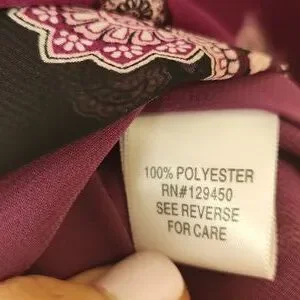 100% POLYESTER
RN#129450
SEE REVERSE
FOR CARE